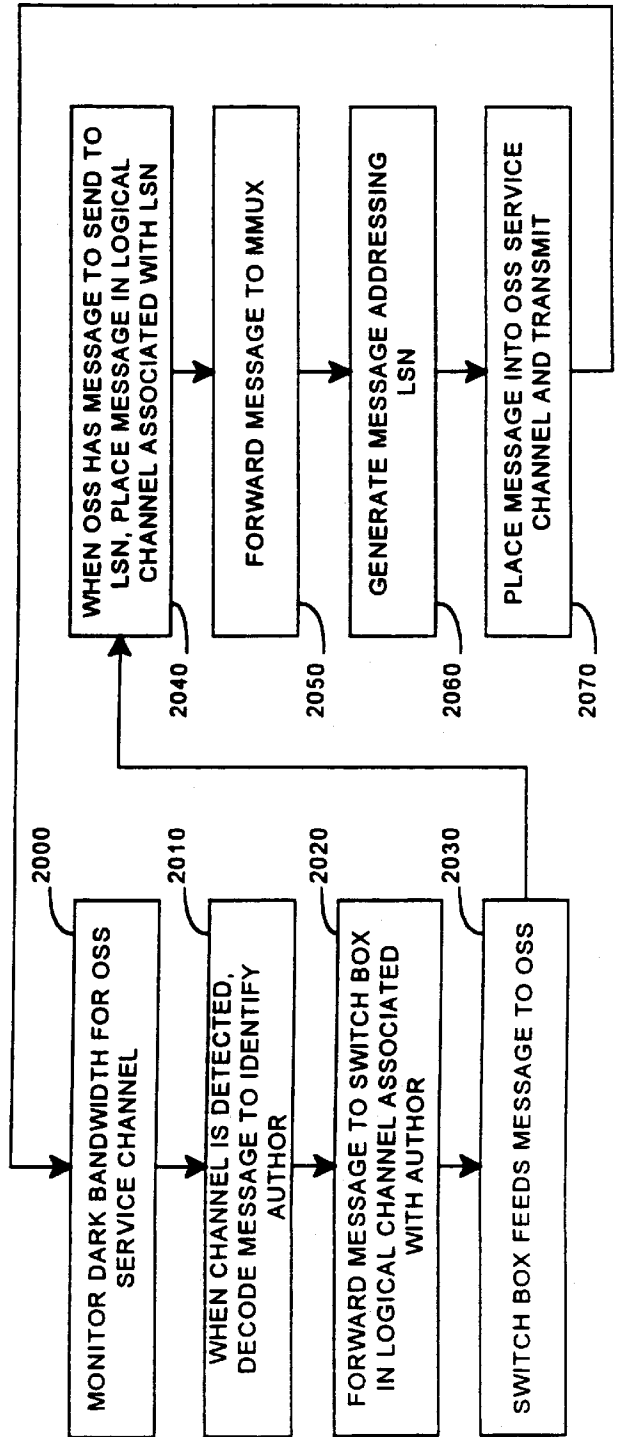 2000
MONITOR DARK BANDWIDTH FOR OSS
SERVICE CHANNEL
2010
WHEN CHANNEL IS DETECTED,
DECODE MESSAGE TO IDENTIFY
AUTHOR
2020
FORWARD MESSAGE TO SWITCH BOX
IN LOGICAL CHANNEL ASSOCIATED
WITH AUTHOR
2030
SWITCH BOX FEEDS MESSAGE TO OSS
WHEN OSS HAS MESSAGE TO SEND TO
LSN, PLACE MESSAGE IN LOGICAL
CHANNEL ASSOCIATED WITH LSN
2040
FORWARD MESSAGE TO MMUX
2050
GENERATE MESSAGE ADDRESSING
LSN
2060
PLACE MESSAGE INTO OSS SERVICE
CHANNEL AND TRANSMIT
2070